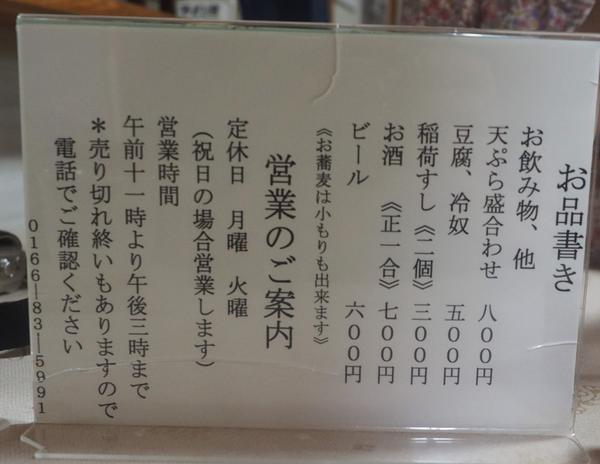 お品書き
お飲み物、他
天ぷら盛合わせ　八00円
豆腐、冷奴　五00円
稲荷すし《二個》三00円
お酒　《正一合》七00円
ビール　六00円
《お蕎麦は小もりも出来ます》
営業のご案内
定休日　月曜　火曜
（祝日の場合営業します）
営業時間
午前十一時より午後三時まで
＊売り切れ終いもありますので
電話でご確認ください
0166―83―5991